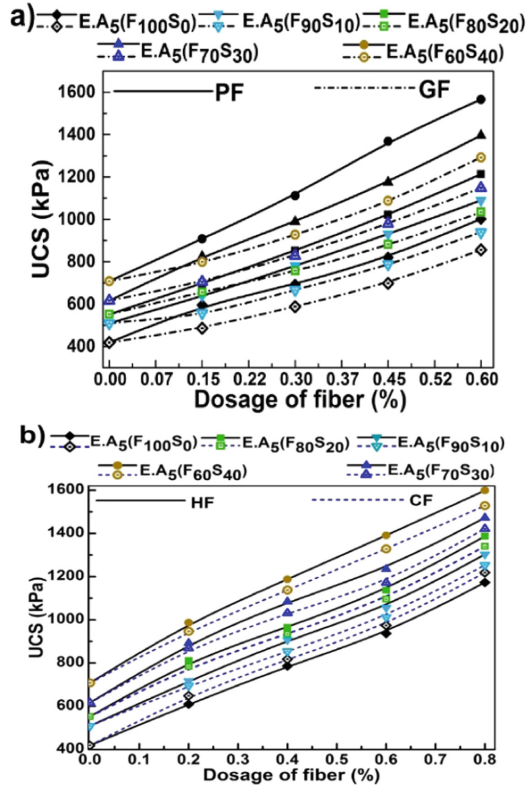 a)
E.A5(F100S0) E.A5(F90S10) E.A5(F80S20)
E.A5(F70S30) E.A5(F60S40)
PF GF
1600
1400
1200
1000
800
600
400
UCS (kPa)
0.00 0.07 0.15 0.22 0.30 0.38 0.45 0.52 0.60
Dosage of fiber (%)
b)
E.A5(F100S0) E.A5(F80S20) E.A5(F90S10)
E.A5(F60S40) E.A5(F70S30)
HF CF
1600
1400
1200
1000
800
600
400
UCS (kPa)
0.0 0.1 0.2 0.3 0.4 0.5 0.6 0.7 0.8
Dosage of fiber (%)